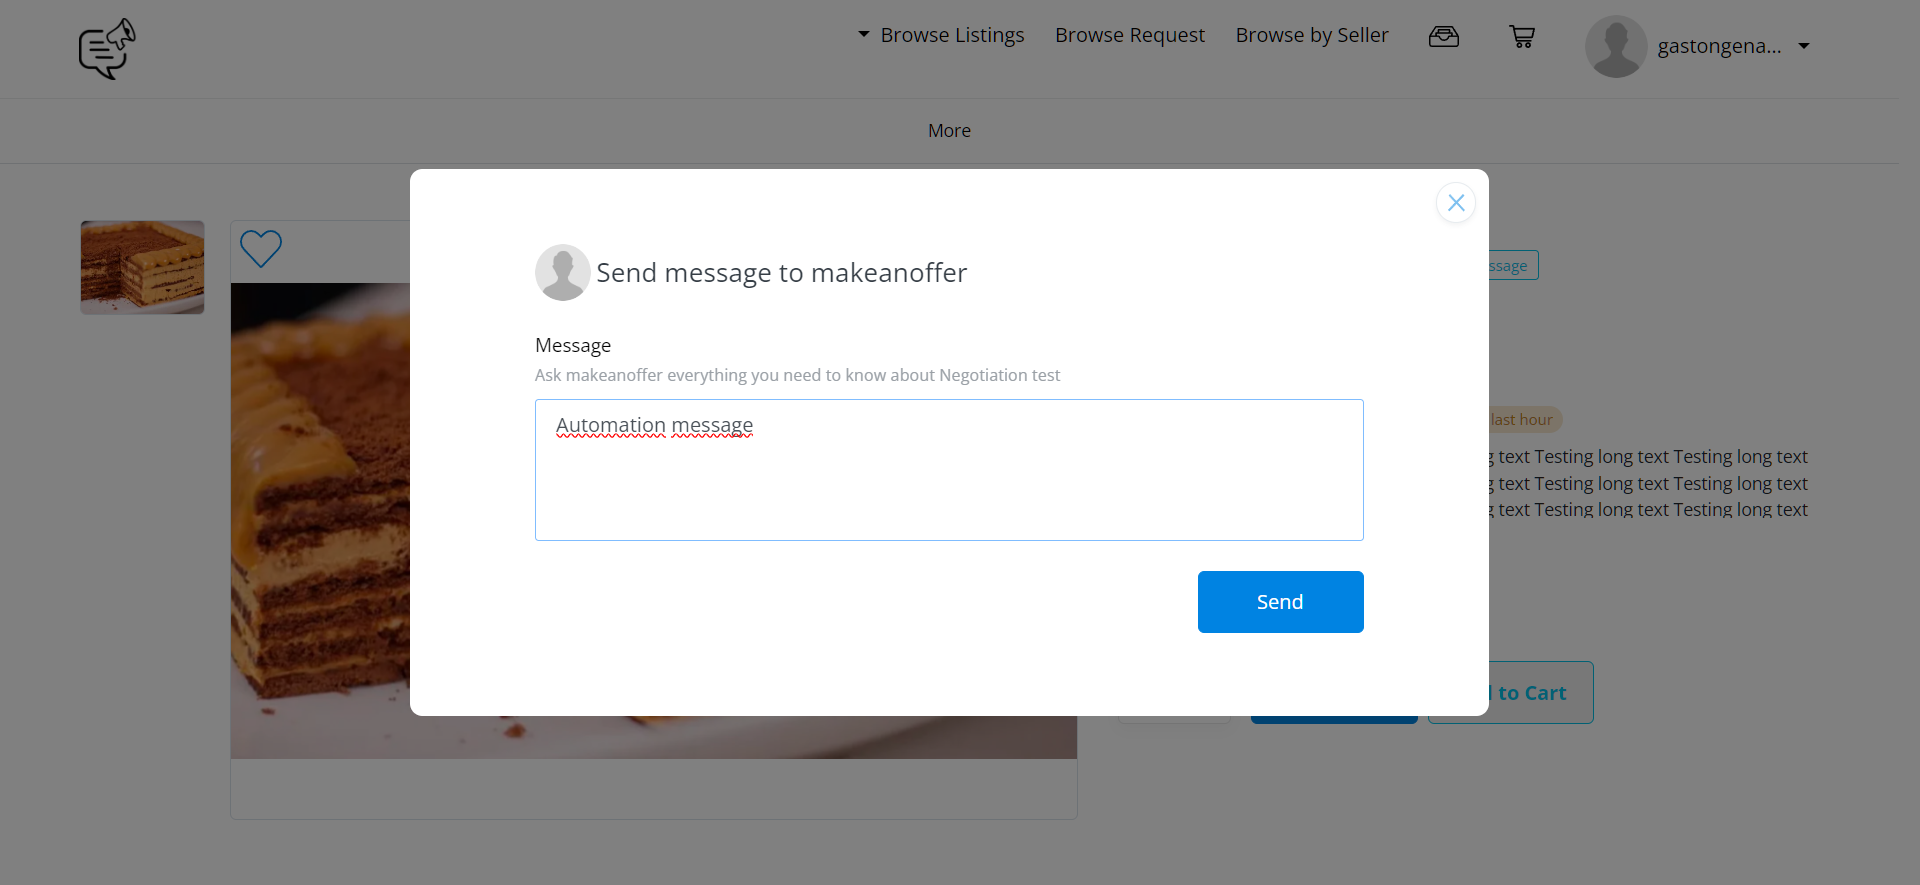 Browse Listings Browse Request Browse by Seller gastongena...
More
Send message to makeanoffer
Message
Ask makeanoffer everything you need to know about Negotiation test
Automation message
Send
last hour
text Testing long text Testing long text
text Testing long text Testing long text
text Testing long text Testing long text
to Cart